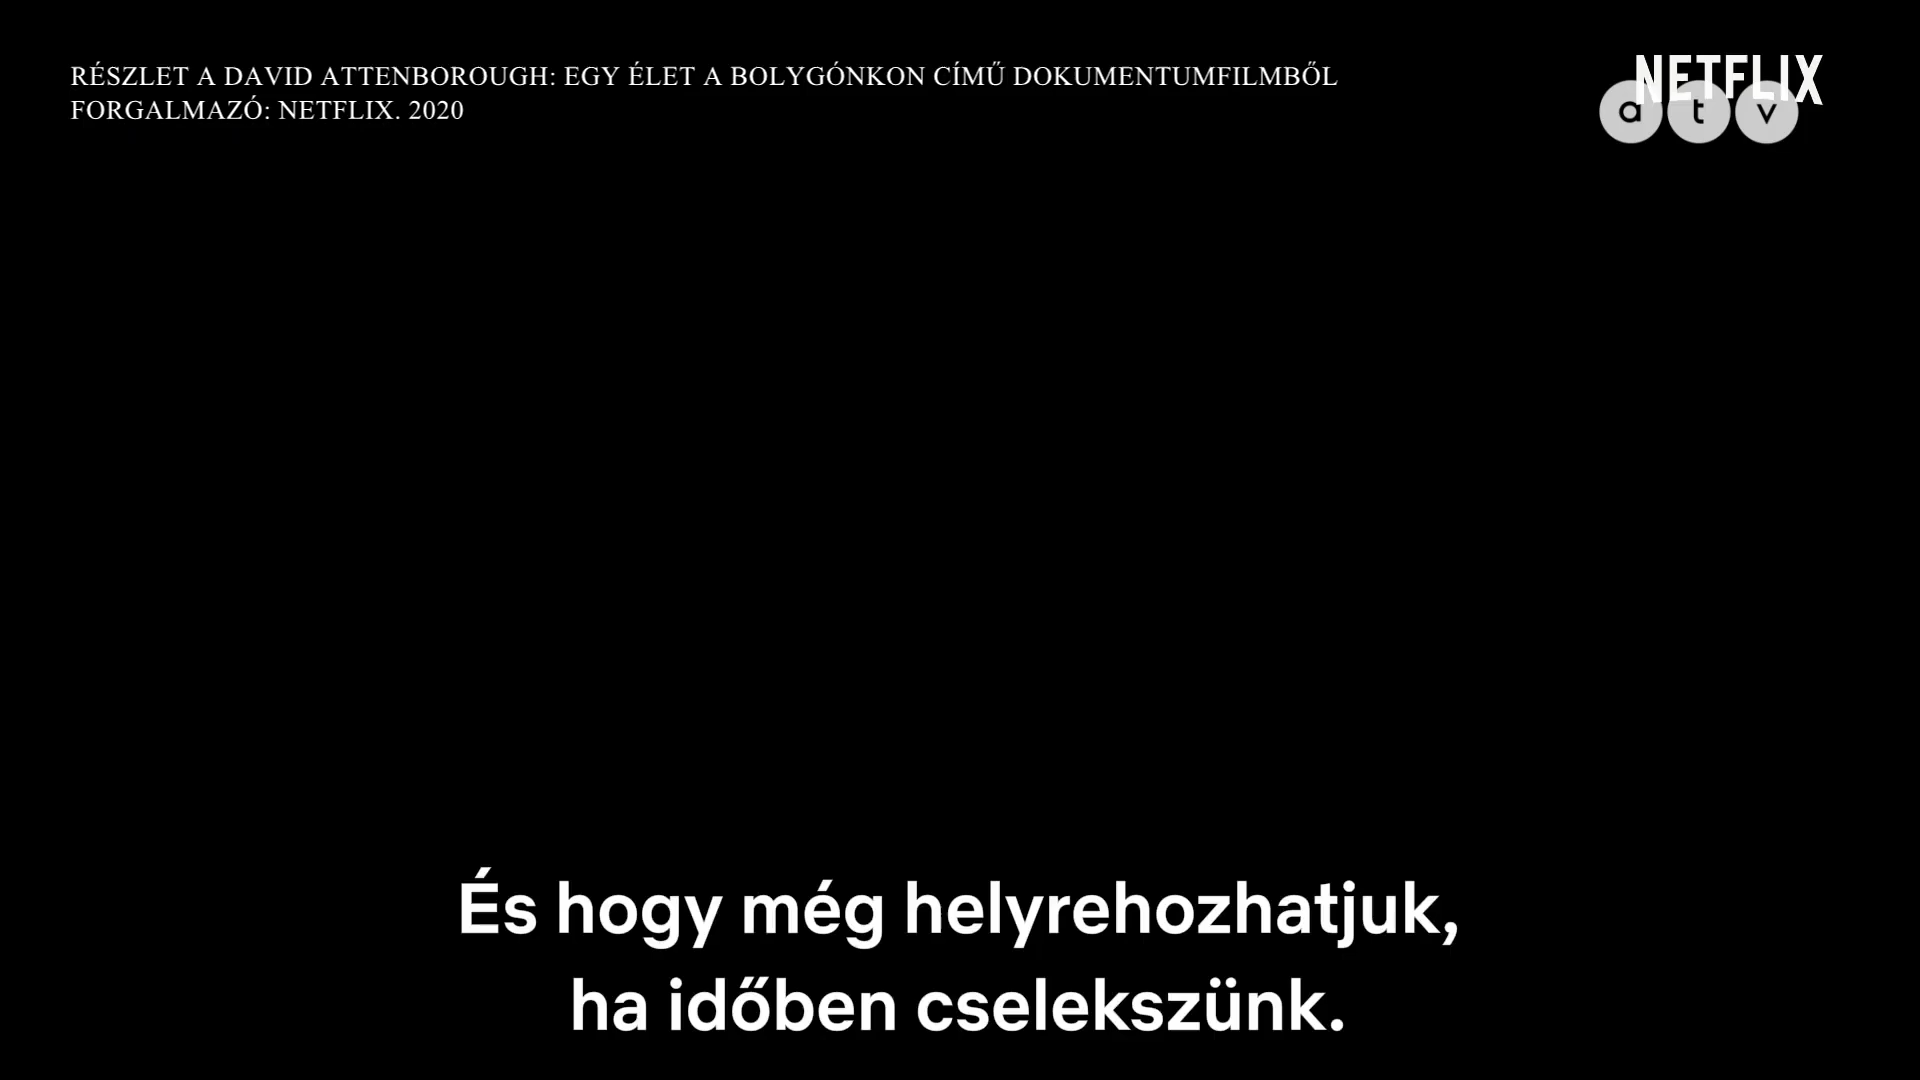 RÉSZLET A DAVID ATTENBOROUGH: EGY ÉLET A BOLYGÓNKON CÍMŰ DOKUMENTUMFILMBŐL
FORGALMAZÓ: NETFLIX. 2020
NETFLIX
atv
És hogy még helyrehozhatjuk,
ha időben cselekszünk.